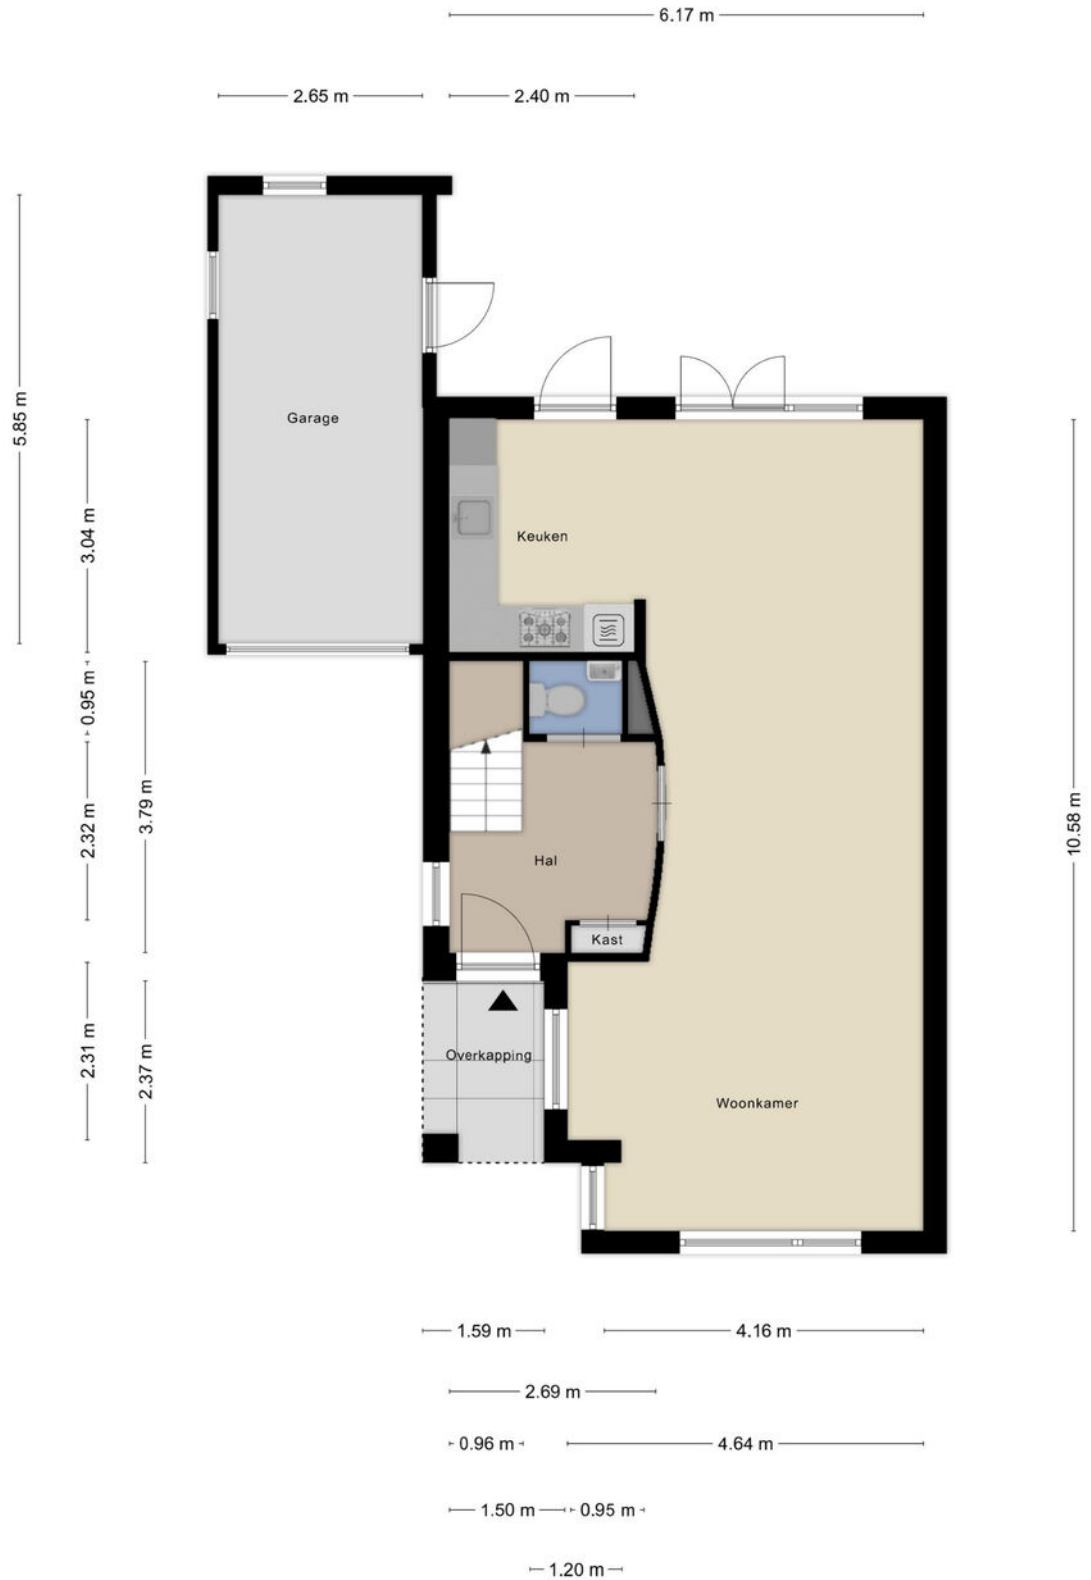 6.17 m
2.65 m
2.40 m
5.85 m
Garage
3.04 m
Keuken
0.95 m
3.79 m
10.58 m
2.32 m
Hal
Kast
2.31 m
2.37 m
Overkapping
Woonkamer
1.59 m
4.16 m
2.69 m
0.96 m
4.64 m
1.50 m
0.95 m
1.20 m